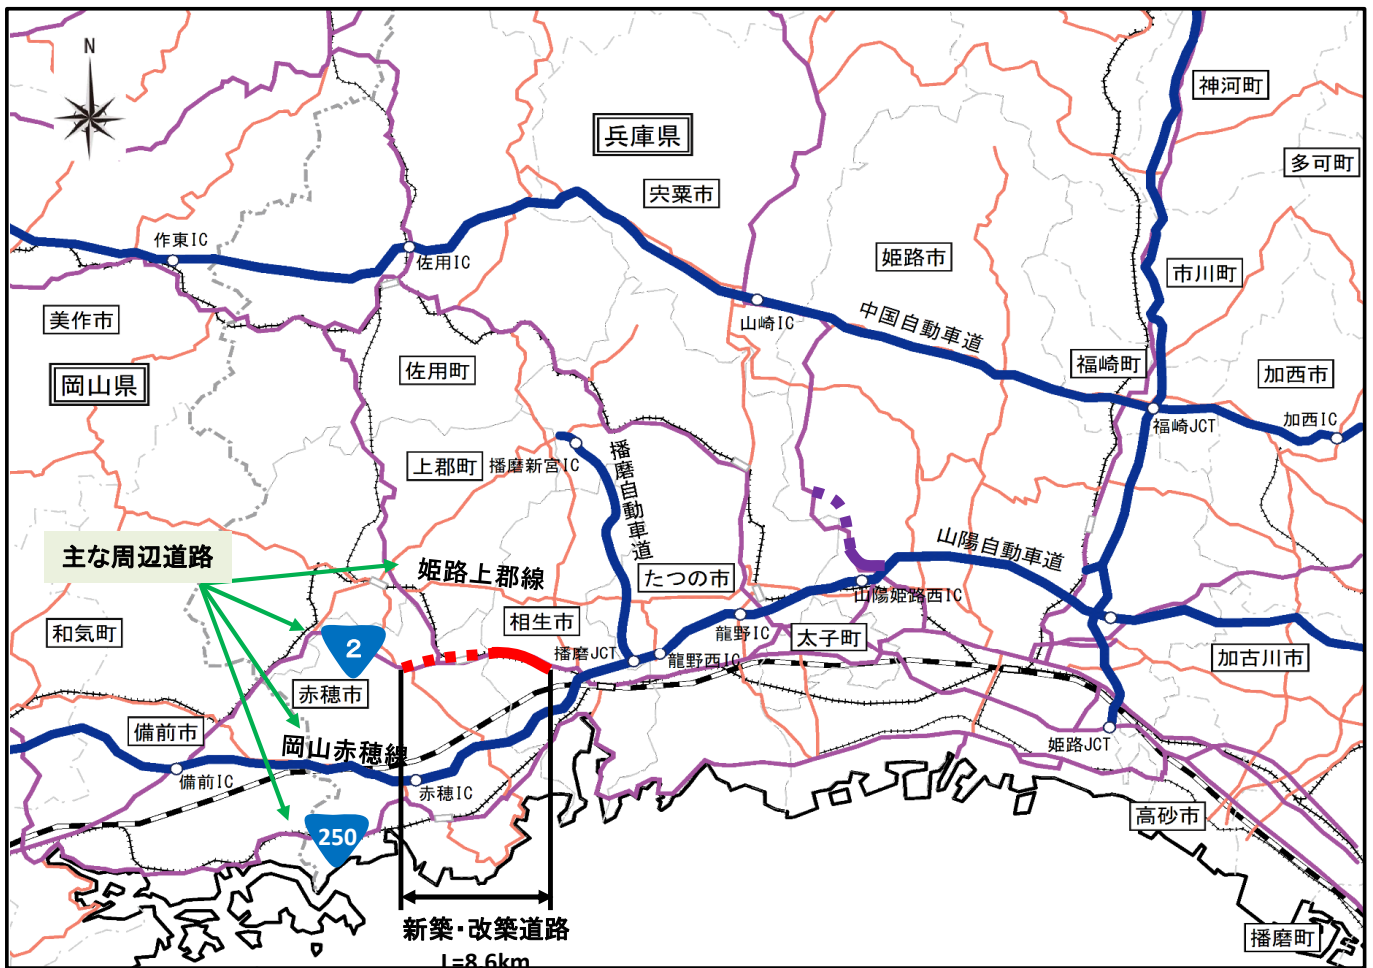 N
兵庫県
神河町
多可町
宍粟市
作東IC
佐用IC
姫路市
市川町
美作市
山崎IC
中国自動車道
岡山県
佐用町
福崎町
加西市
福崎JCT
加西IC
上郡町
播磨新宮IC
播磨自動車道
主な周辺道路
姫路上郡線
たつの市
山陽自動車道
山陽姫路西IC
和気町
2
相生市
龍野IC
太子町
播磨JCT
龍野西IC
加古川市
赤穂市
備前市
岡山赤穂線
姫路JCT
備前IC
赤穂IC
250
高砂市
新築・改築道路
L=8.6km
播磨町